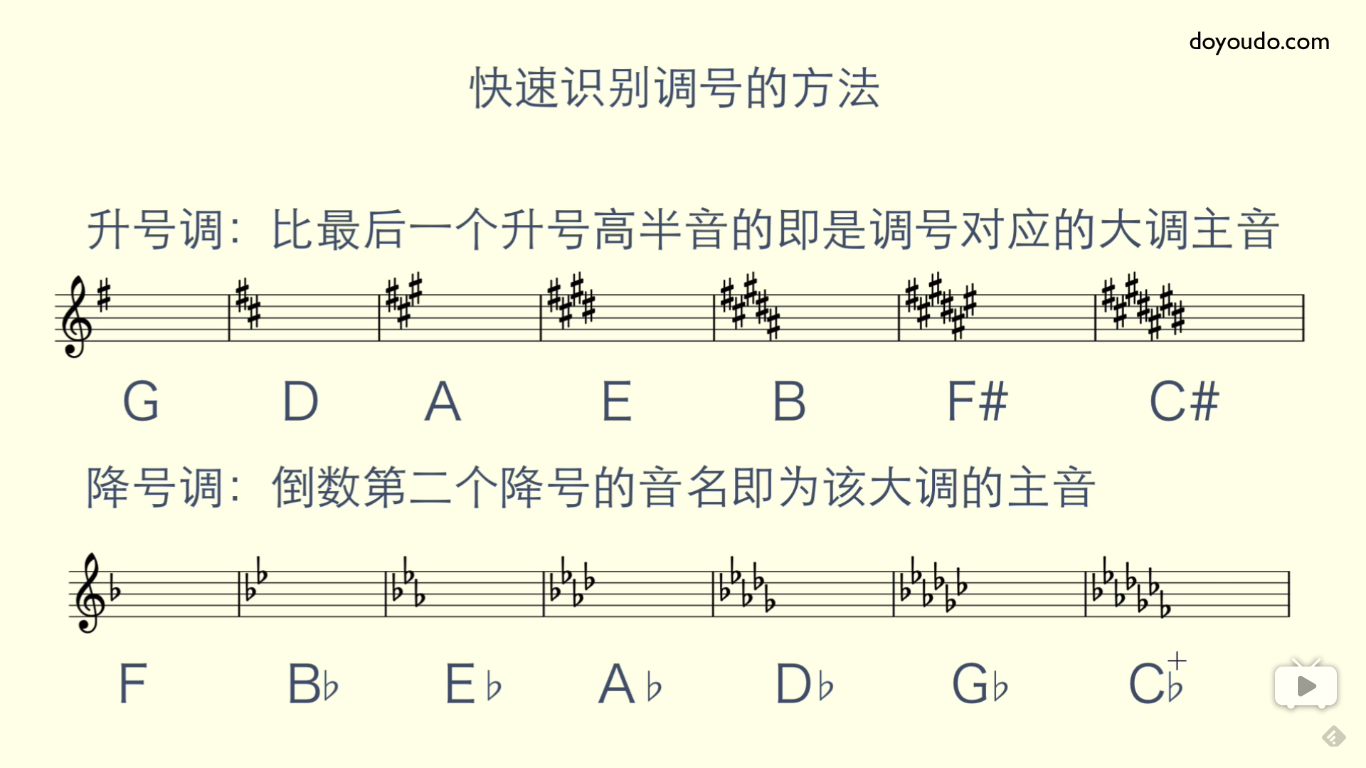 doyoudo.com
快速识别调号的方法
升号调：比最后一个升号高半音的即是调号对应的大调主音
G D A E B F# C#
降号调：倒数第二个降号的音名即为该大调的主音
F B♭ E♭ A♭ D♭ G♭ C♭